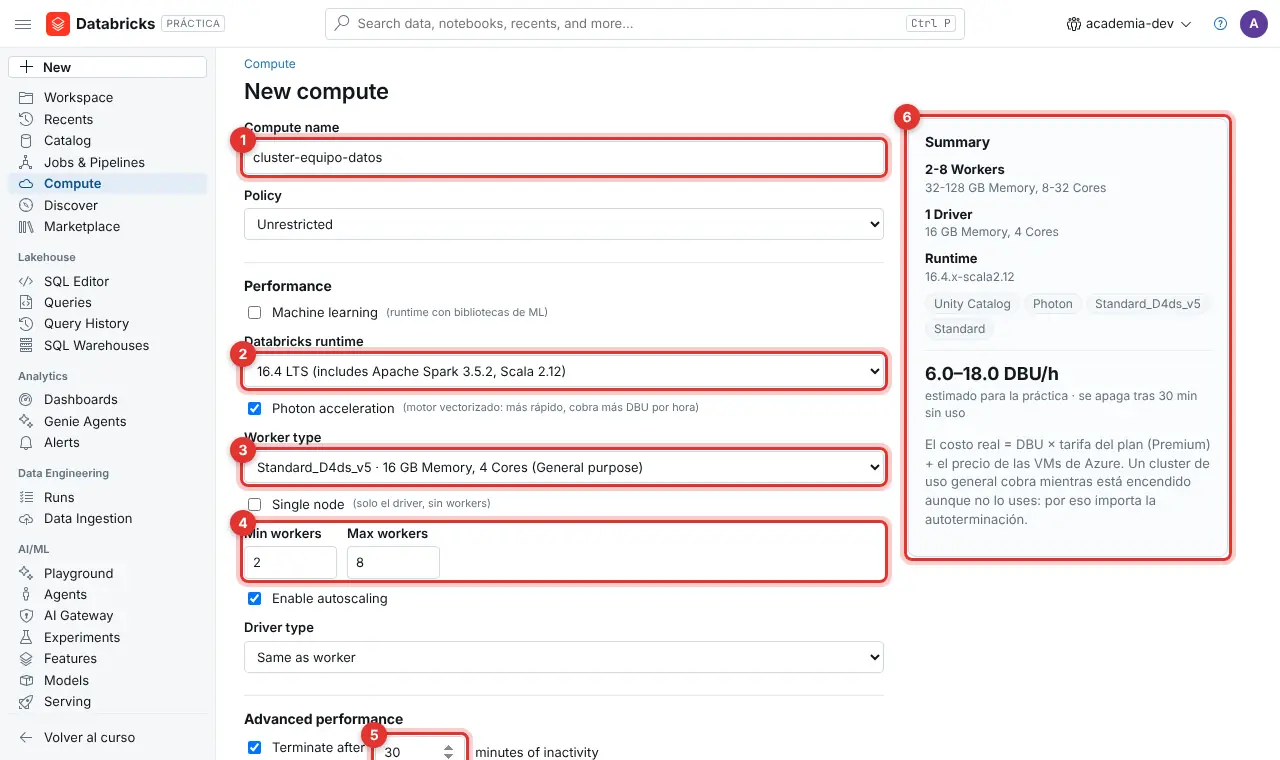 Databricks PRÁCTICA
Search data, notebooks, recents, and more... Ctrl P
academia-dev
? A
New
Workspace
Recents
Catalog
Jobs & Pipelines
Compute
Discover
Marketplace
Lakehouse
SQL Editor
Queries
Query History
SQL Warehouses
Analytics
Dashboards
Genie Agents
Alerts
Data Engineering
Runs
Data Ingestion
AI/ML
Playground
Agents
AI Gateway
Experiments
Features
Models
Serving
Volver al curso
Compute
New compute
Compute name
1
cluster-equipo-datos
Policy
Unrestricted
Performance
Machine learning (runtime con bibliotecas de ML)
Databricks runtime
2
16.4 LTS (includes Apache Spark 3.5.2, Scala 2.12)
Photon acceleration (motor vectorizado: más rápido, cobra más DBU por hora)
Worker type
3
Standard_D4ds_v5 · 16 GB Memory, 4 Cores (General purpose)
Single node (solo el driver, sin workers)
4
Min workers Max workers
2 8
Enable autoscaling
Driver type
Same as worker
Advanced performance
5
Terminate after 30 minutes of inactivity
6
Summary
2-8 Workers
32-128 GB Memory, 8-32 Cores
1 Driver
16 GB Memory, 4 Cores
Runtime
16.4.x-scala2.12
Unity Catalog Photon Standard_D4ds_v5
Standard
6.0–18.0 DBU/h
estimado para la práctica · se apaga tras 30 min
sin uso
El costo real = DBU × tarifa del plan (Premium)
+ el precio de las VMs de Azure. Un cluster de
uso general cobra mientras está encendido
aunque no lo uses: por eso importa la
autoterminación.